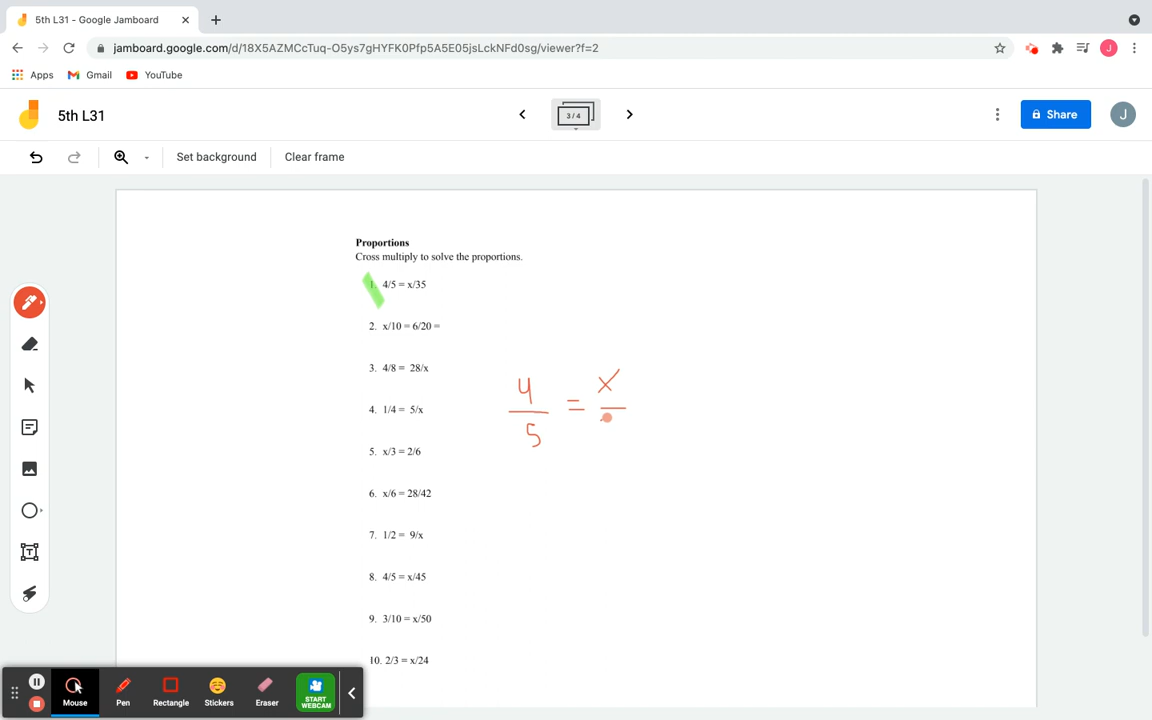 5th L31 - Google Jamboard
jamboard.google.com/d/18X5AZMCcTuq-O5ys7gHYFK0Pfp5A5E05jsLckNFd0sg/viewer?f=2
J
Apps Gmail YouTube
5th L31
3 / 4
Share
J
Set background Clear frame
Proportions
Cross multiply to solve the proportions.
1. 4/5 = x/35
2. x/10 = 6/20 =
3. 4/8 = 28/x
4. 1/4 = 5/x
5. x/3 = 2/6
6. x/6 = 28/42
7. 1/2 = 9/x
8. 4/5 = x/45
9. 3/10 = x/50
10. 2/3 = x/24
4 = x
5
T
Mouse Pen Rectangle Stickers Eraser START WEBCAM